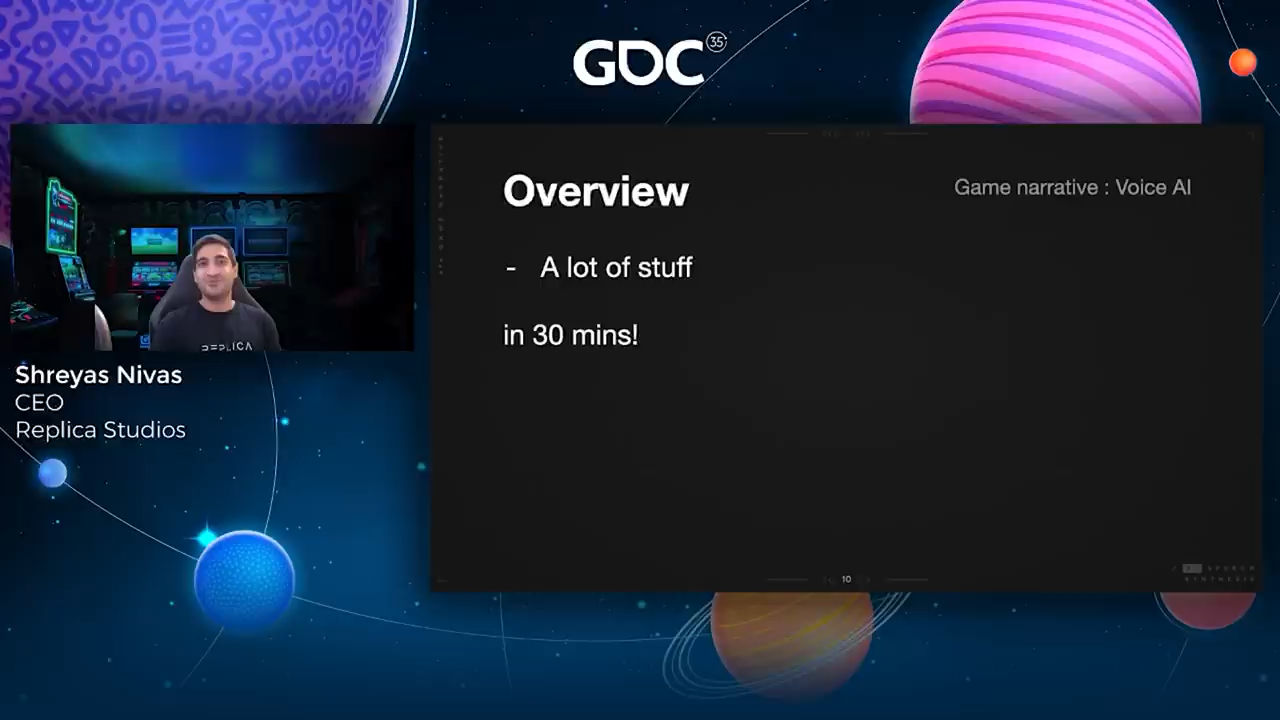 GDC 35
Overview
Game narrative : Voice AI
- A lot of stuff
in 30 mins!
REPLICA
Shreyas Nivas
CEO
Replica Studios
10
SYNTHESIS